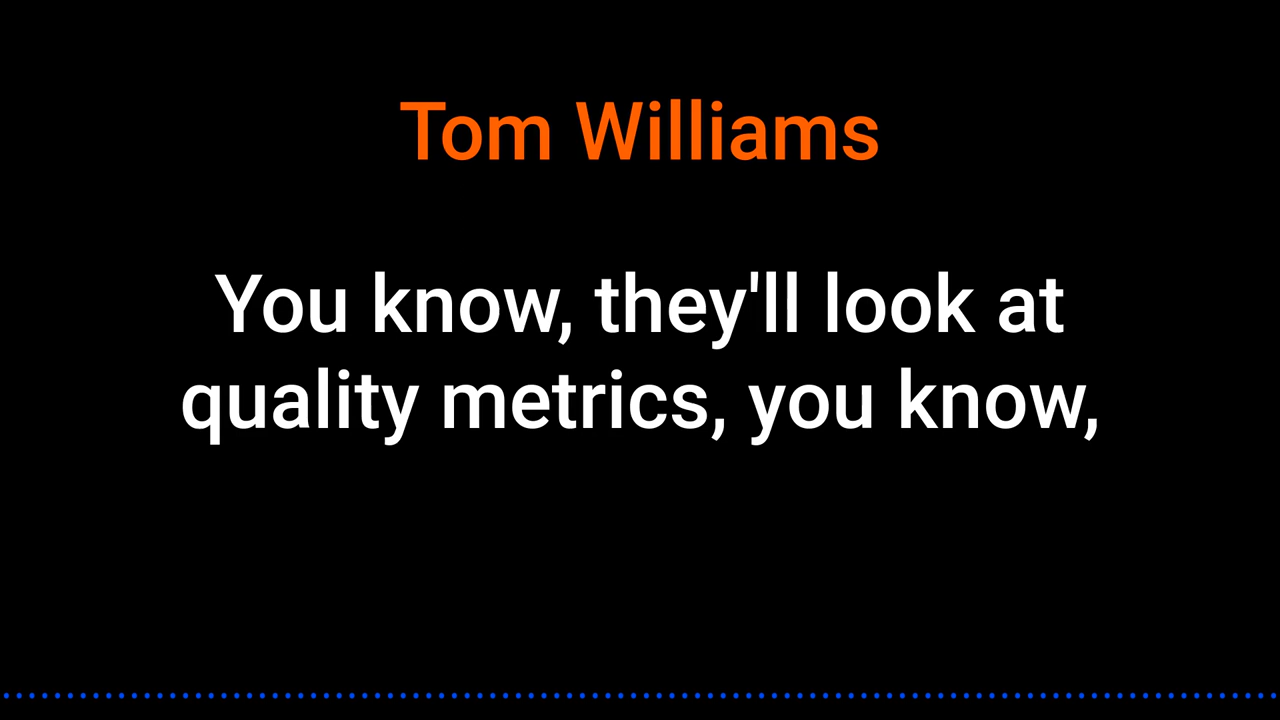 Tom Williams
You know, they'll look at
quality metrics, you know,